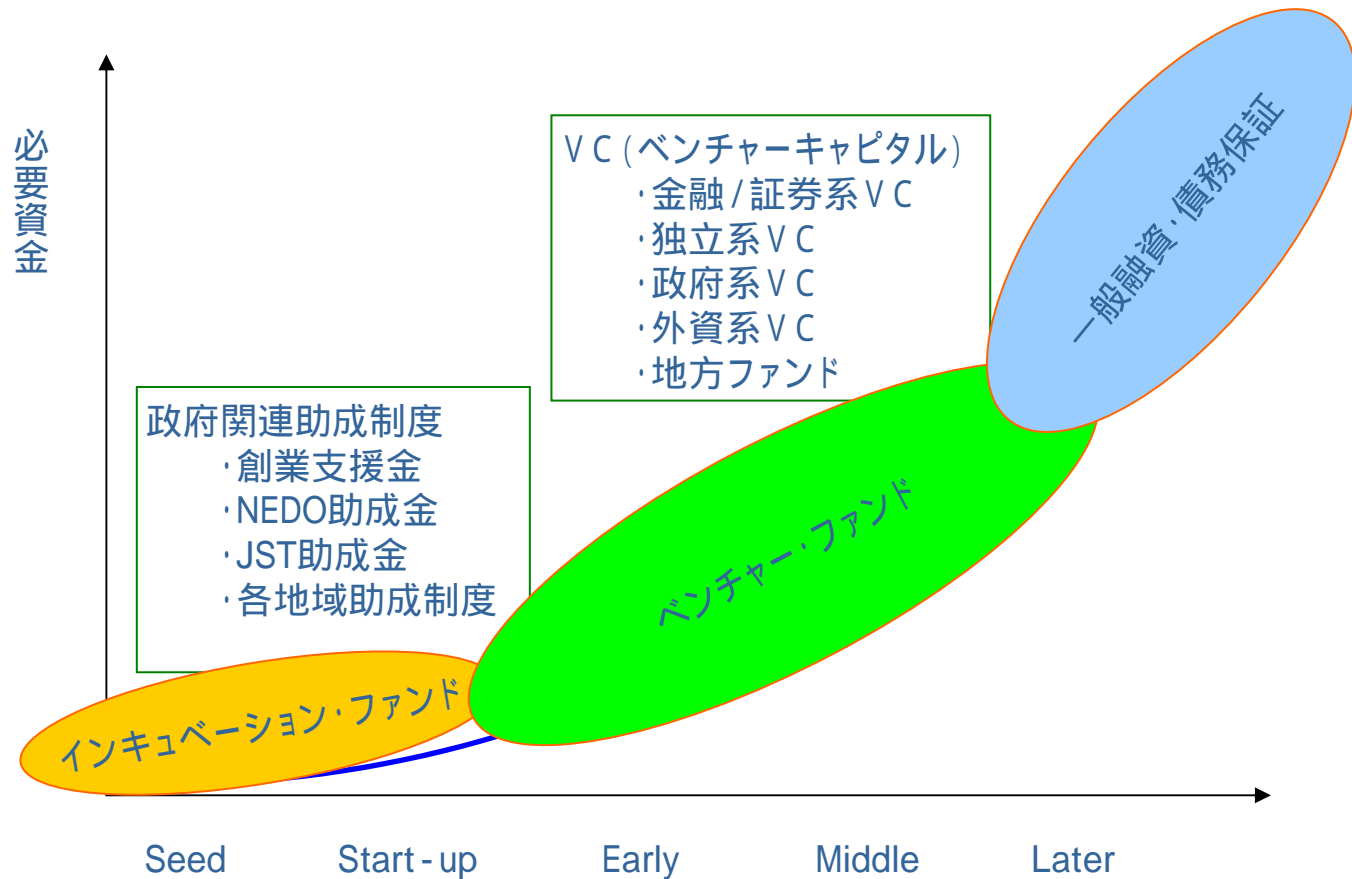 必要資金
VC(ベンチャーキャピタル)
・金融/証券系VC
・独立系VC
・政府系VC
・外資系VC
・地方ファンド
政府関連助成制度
・創業支援金
・NEDO助成金
・JST助成金
・各地域助成制度
一般融資・債務保証
ベンチャー・ファンド
インキュベーション・ファンド
Seed Start-up Early Middle Later